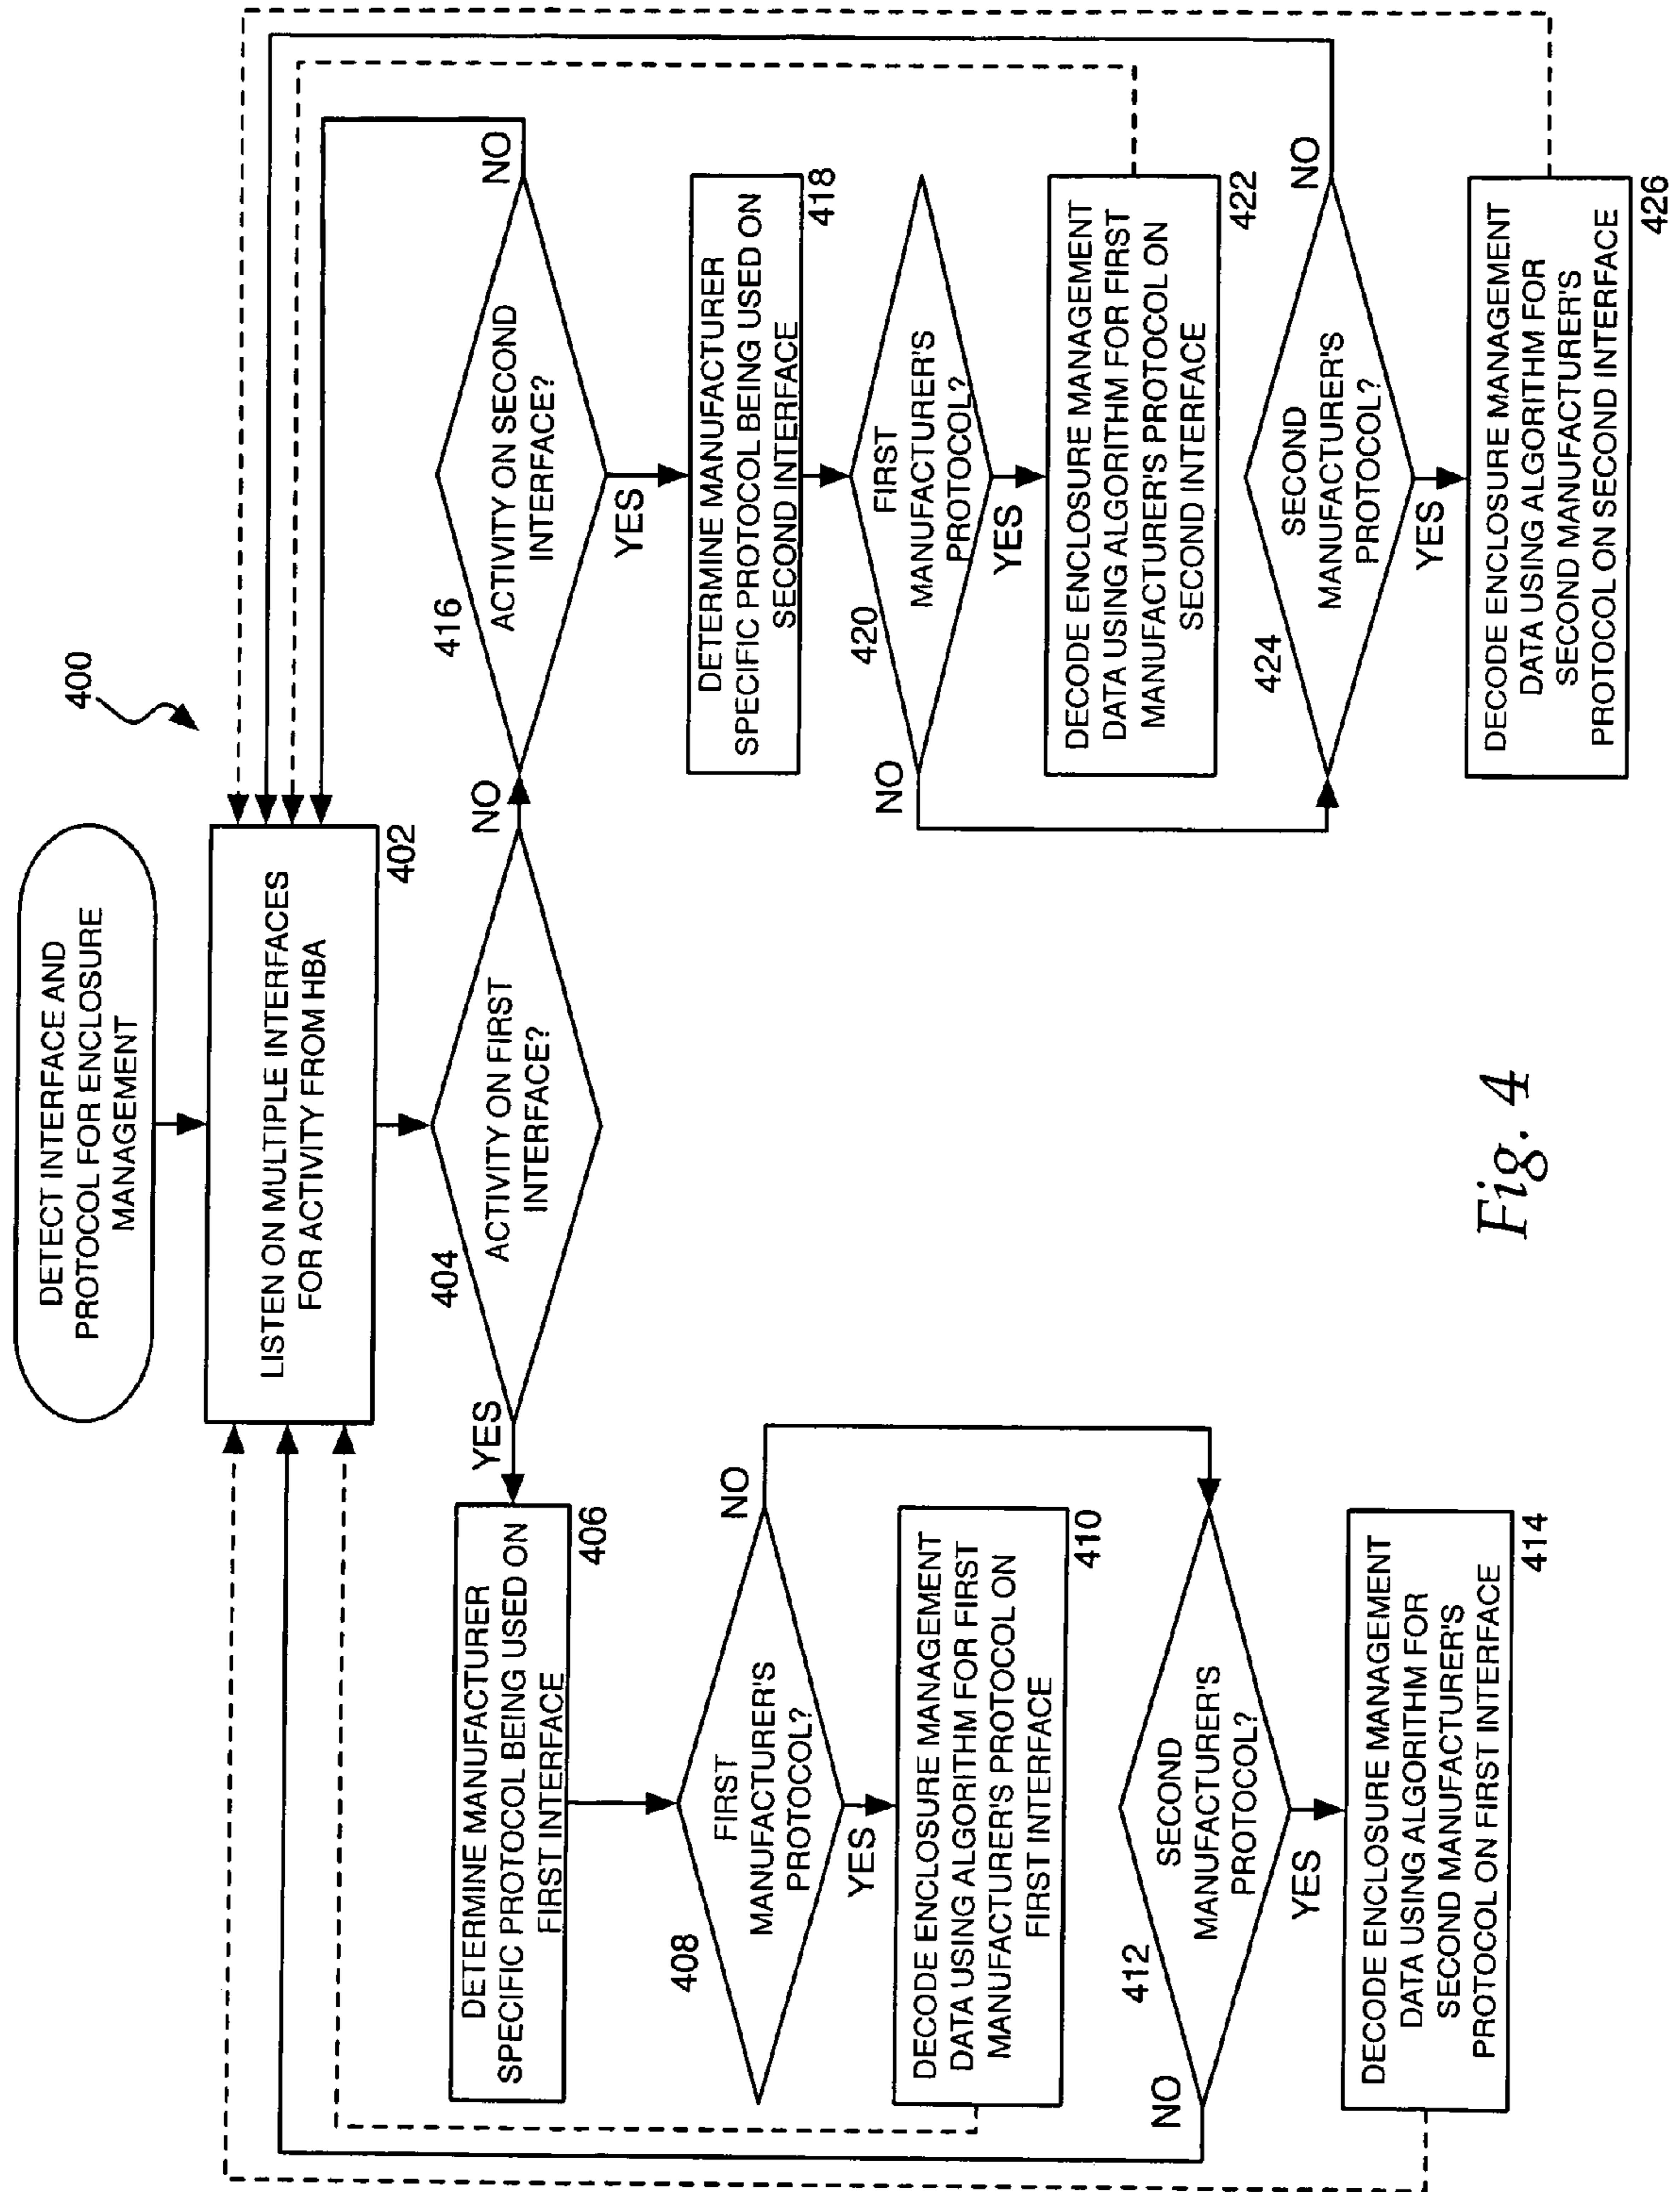 400
DETECT INTERFACE AND
PROTOCOL FOR ENCLOSURE
MANAGEMENT
LISTEN ON MULTIPLE INTERFACES
FOR ACTIVITY FROM HBA
402
404
ACTIVITY ON FIRST
INTERFACE?
YES
NO
DETERMINE MANUFACTURER
SPECIFIC PROTOCOL BEING USED ON
FIRST INTERFACE
406
408
FIRST
MANUFACTURER'S
PROTOCOL?
NO
YES
DECODE ENCLOSURE MANAGEMENT
DATA USING ALGORITHM FOR FIRST
MANUFACTURER'S PROTOCOL ON
FIRST INTERFACE
410
412
SECOND
MANUFACTURER'S
PROTOCOL?
NO
YES
DECODE ENCLOSURE MANAGEMENT
DATA USING ALGORITHM FOR
SECOND MANUFACTURER'S
PROTOCOL ON FIRST INTERFACE
414
416
ACTIVITY ON SECOND
INTERFACE?
NO
YES
DETERMINE MANUFACTURER
SPECIFIC PROTOCOL BEING USED ON
SECOND INTERFACE
418
420
FIRST
MANUFACTURER'S
PROTOCOL?
NO
YES
DECODE ENCLOSURE MANAGEMENT
DATA USING ALGORITHM FOR FIRST
MANUFACTURER'S PROTOCOL ON
SECOND INTERFACE
422
424
SECOND
MANUFACTURER'S
PROTOCOL?
NO
YES
DECODE ENCLOSURE MANAGEMENT
DATA USING ALGORITHM FOR
SECOND MANUFACTURER'S
PROTOCOL ON SECOND INTERFACE
426
Fig. 4